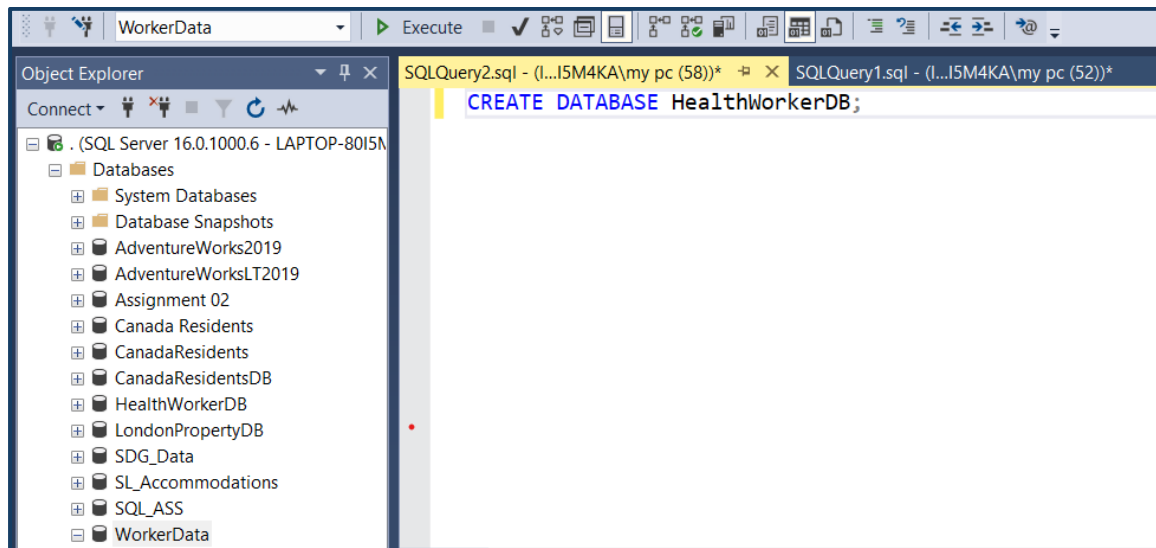 WorkerData Execute
Object Explorer
SQLQuery2.sql - (l...I5M4KA\my pc (58))* SQLQuery1.sql - (l...I5M4KA\my pc (52))*
Connect
CREATE DATABASE HealthWorkerDB;
. (SQL Server 16.0.1000.6 - LAPTOP-80I5M
Databases
System Databases
Database Snapshots
AdventureWorks2019
AdventureWorksLT2019
Assignment 02
Canada Residents
CanadaResidents
CanadaResidentsDB
HealthWorkerDB
LondonPropertyDB
SDG_Data
SL_Accommodations
SQL_ASS
WorkerData